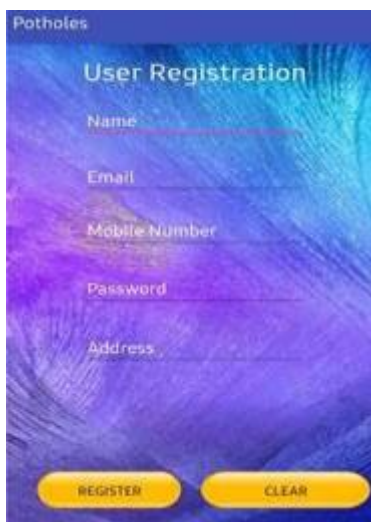 Potholes
User Registration
Name
Email
Mobile Number
Password
Address
REGISTER
CLEAR